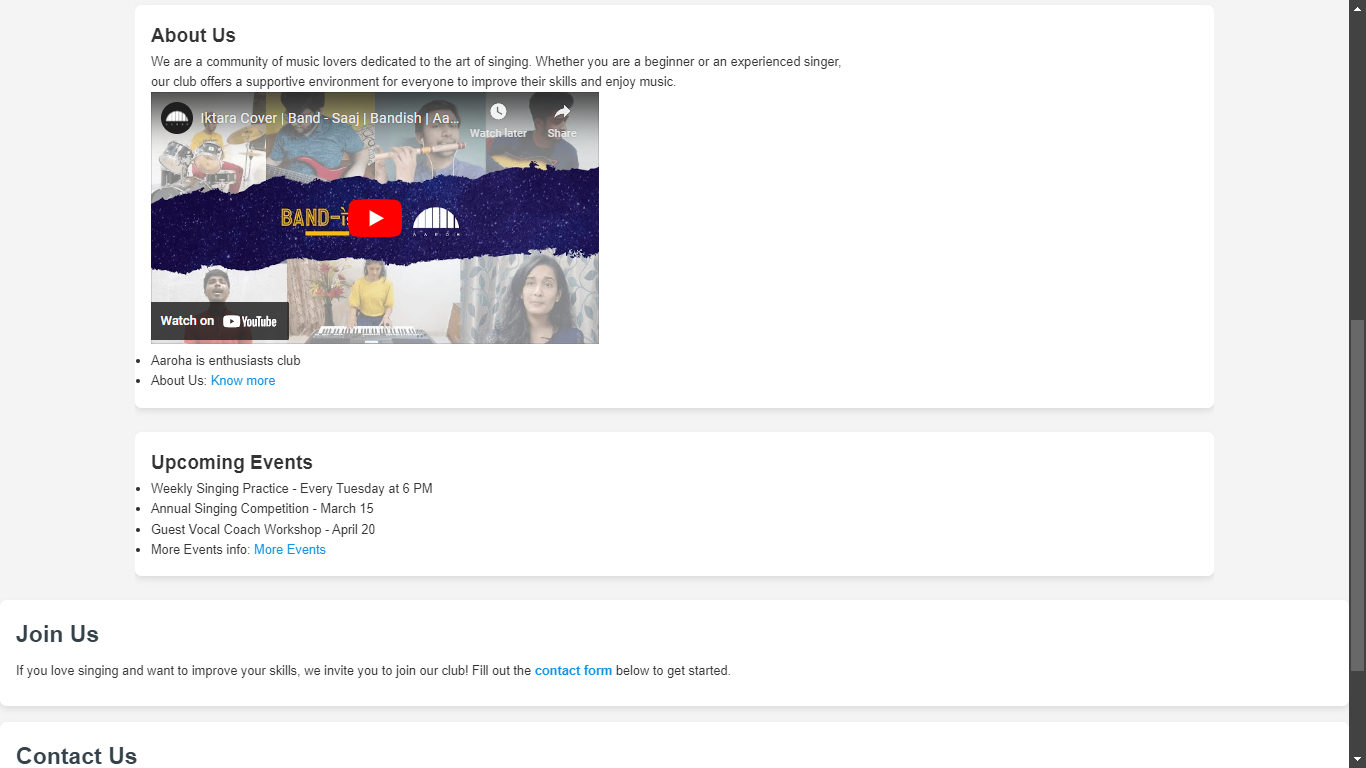 About Us
We are a community of music lovers dedicated to the art of singing. Whether you are a beginner or an experienced singer,
our club offers a supportive environment for everyone to improve their skills and enjoy music.
Iktara Cover | Band - Saaj | Bandish | Aa...
Watch later
Share
BAND-
Watch on YouTube
• Aaroha is enthusiasts club
• About Us: Know more
Upcoming Events
• Weekly Singing Practice - Every Tuesday at 6 PM
• Annual Singing Competition - March 15
• Guest Vocal Coach Workshop - April 20
• More Events info: More Events
Join Us
If you love singing and want to improve your skills, we invite you to join our club! Fill out the contact form below to get started.
Contact Us